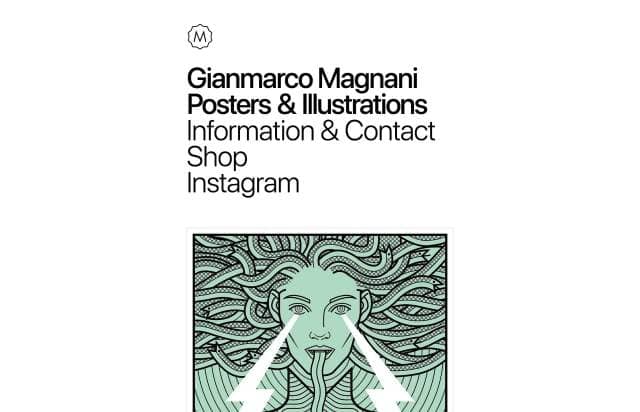 M
Gianmarco Magnani
Posters & Illustrations
Information & Contact
Shop
Instagram